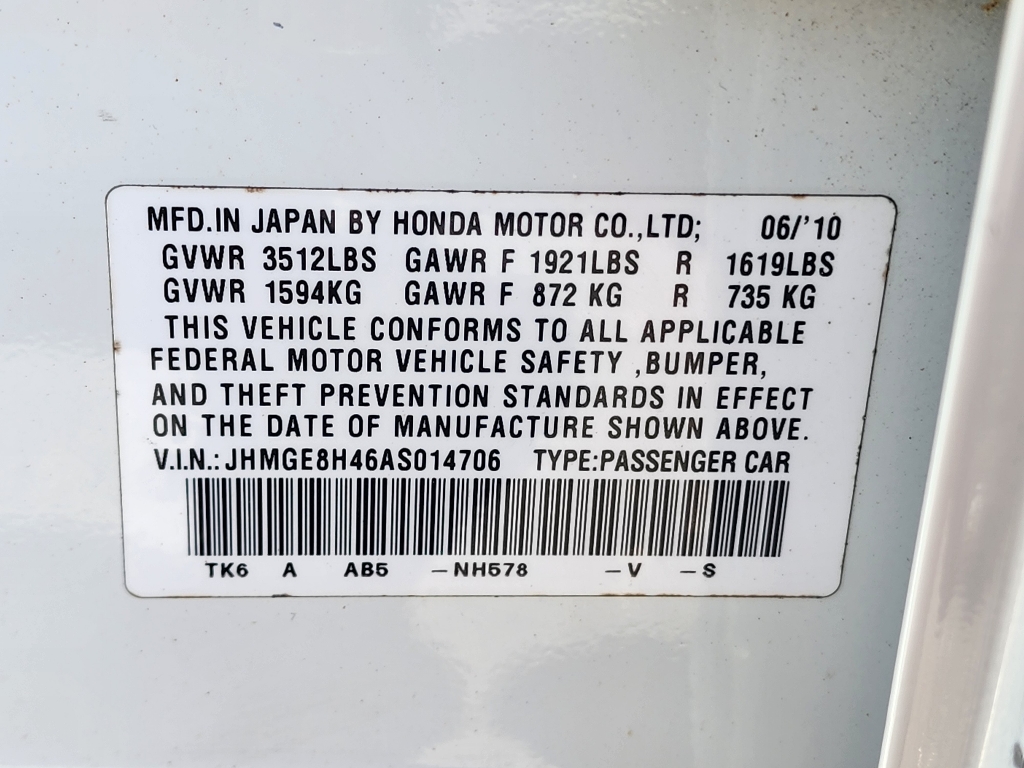 MFD.IN JAPAN BY HONDA MOTOR CO.,LTD; 06/'10
GVWR 3512LBS GAWR F 1921LBS R 1619LBS
GVWR 1594KG GAWR F 872 KG R 735 KG
THIS VEHICLE CONFORMS TO ALL APPLICABLE
FEDERAL MOTOR VEHICLE SAFETY ,BUMPER,
AND THEFT PREVENTION STANDARDS IN EFFECT
ON THE DATE OF MANUFACTURE SHOWN ABOVE.
V.I.N.:JHMGE8H46AS014706 TYPE:PASSENGER CAR
TK6 A AB5 -NH578 -V -S